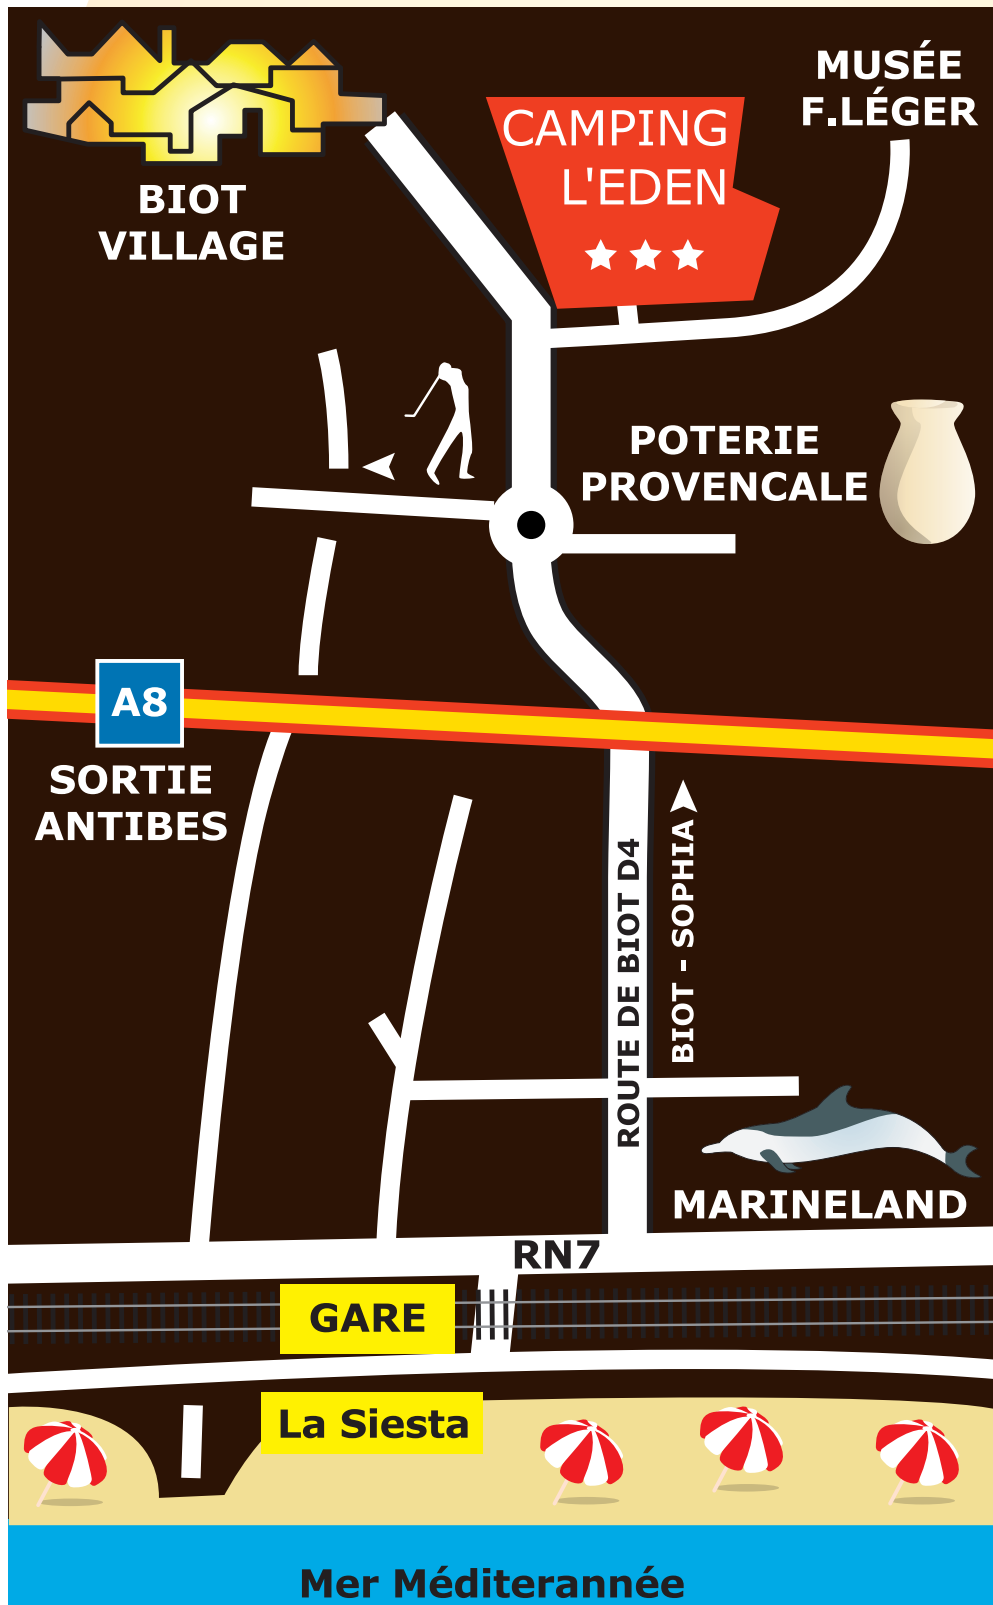 MUSÉE
F.LÉGER
CAMPING
L'EDEN
BIOT
VILLAGE
POTERIE
PROVENCALE
A8
SORTIE
ANTIBES
ROUTE DE BIOT D4
BIOT - SOPHIA
MARINELAND
RN7
GARE
La Siesta
Mer Méditerannée